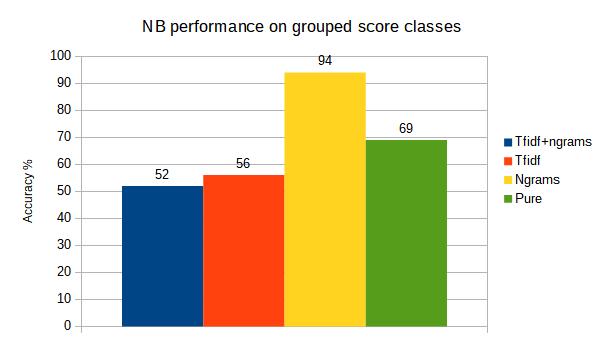 NB performance on grouped score classes
Accuracy %
100
90
80
70
60
50
40
30
20
10
0
52
56
94
69
Tfidf+ngrams
Tfidf
Ngrams
Pure